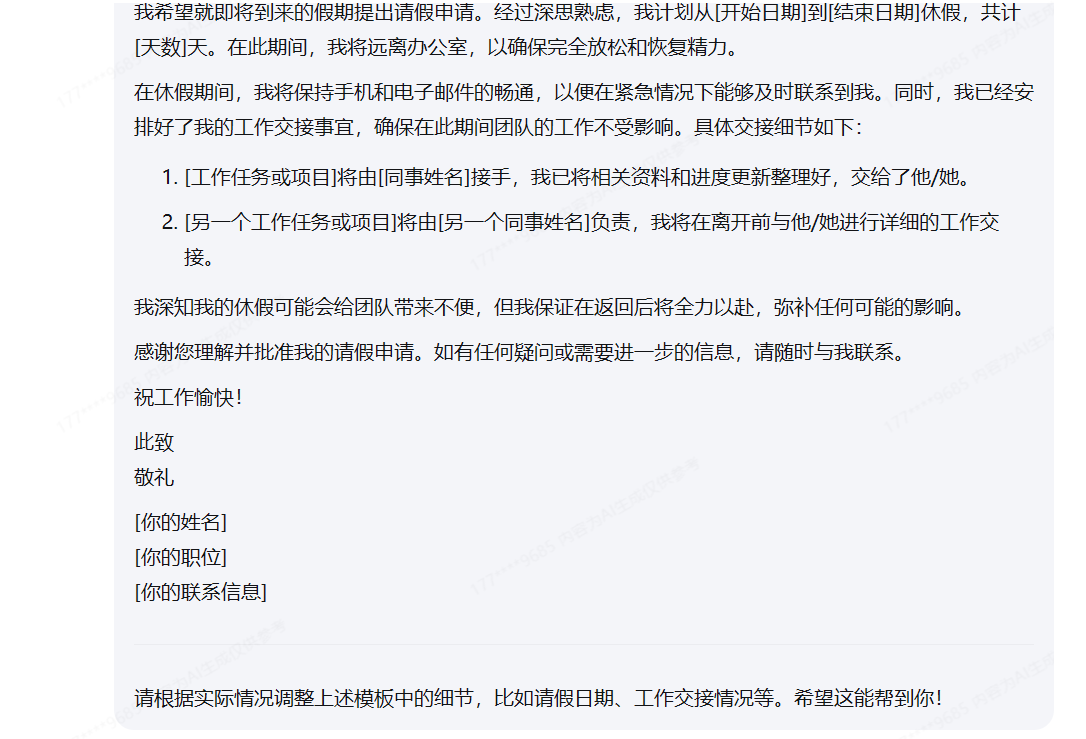 我希望就即将到来的假期提出请假申请。经过深思熟虑，我计划从[开始日期]到[结束日期]休假，共计
[天数]天。在此期间，我将远离办公室，以确保完全放松和恢复精力。
在休假期间，我将保持手机和电子邮件的畅通，以便在紧急情况下能够及时联系到我。同时，我已经安
排好了我的工作交接事宜，确保在此期间团队的工作不受影响。具体交接细节如下：
1. [工作任务或项目]将由[同事姓名]接手，我已将相关资料和进度更新整理好，交给了他/她。
2. [另一个工作任务或项目]将由[另一个同事姓名]负责，我将在离开前与他/她进行详细的工作交
接。
我深知我的休假可能会给团队带来不便，但我保证在返回后将全力以赴，弥补任何可能的影响。
感谢您理解并批准我的请假申请。如有任何疑问或需要进一步的信息，请随时与我联系。
祝工作愉快！
此致
敬礼
[你的姓名]
[你的职位]
[你的联系信息]
请根据实际情况调整上述模板中的细节，比如请假日期、工作交接情况等。希望这能帮到你！
177****9685 内容为AI生成仅供参考